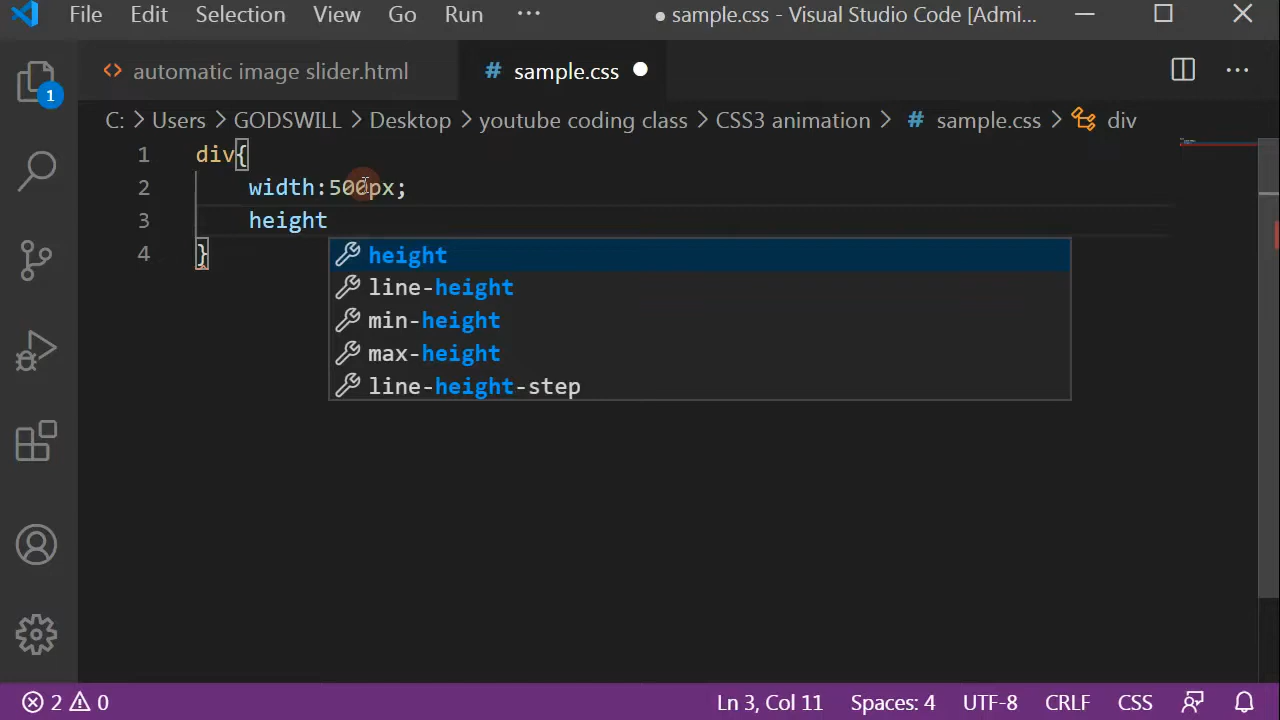 File Edit Selection View Go Run ··· ● sample.css - Visual Studio Code [Admi...
automatic image slider.html # sample.css
C: > Users > GODSWILL > Desktop > youtube coding class > CSS3 animation > # sample.css > div
1 div{
2 width:500px;
3 height
4 }
height
line-height
min-height
max-height
line-height-step
1
2 0 Ln 3, Col 11 Spaces: 4 UTF-8 CRLF CSS